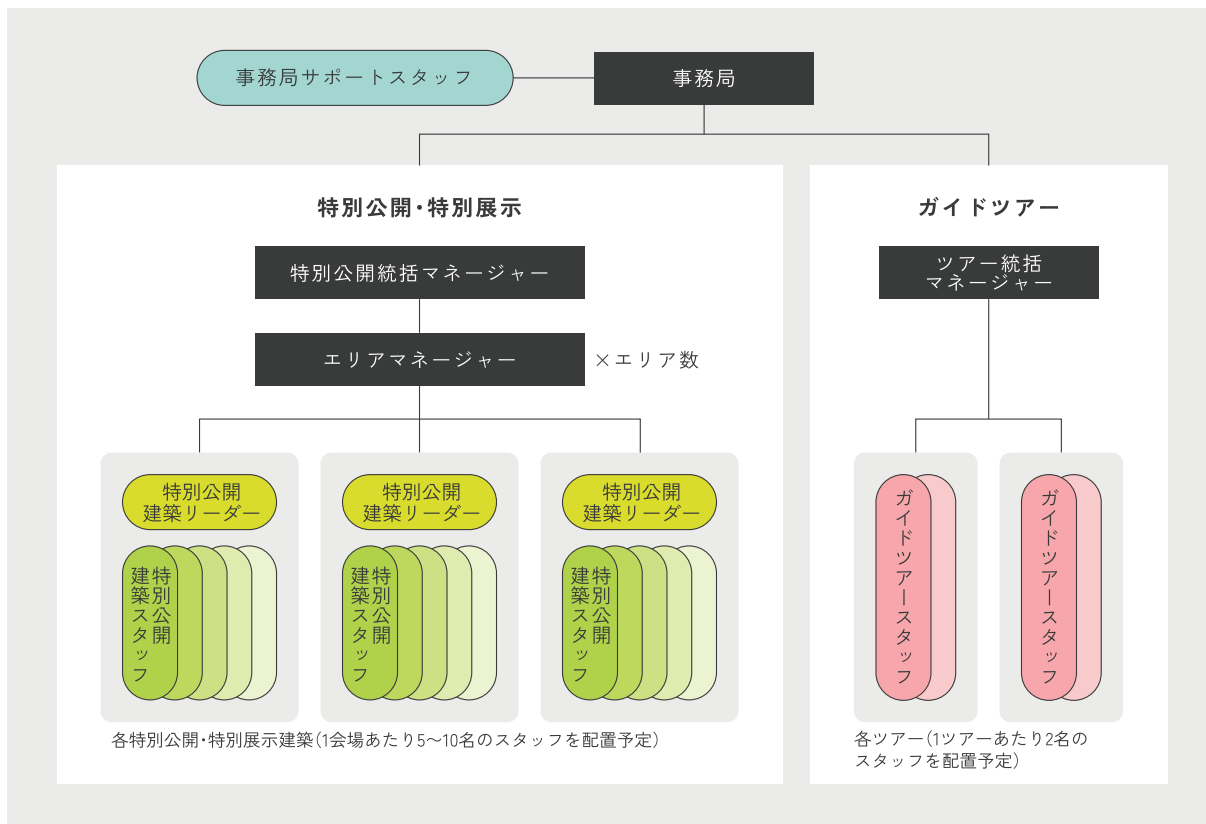 事務局サポートスタッフ
事務局
特別公開・特別展示
特別公開統括マネージャー
エリアマネージャー
×エリア数
特別公開
建築リーダー
特別公開
建築スタッフ
特別公開
建築リーダー
特別公開
建築スタッフ
特別公開
建築リーダー
特別公開
建築スタッフ
各特別公開・特別展示建築(1会場あたり5〜10名のスタッフを配置予定)
ガイドツアー
ツアー統括
マネージャー
ガイドツアースタッフ
ガイドツアースタッフ
各ツアー(1ツアーあたり2名の
スタッフを配置予定)